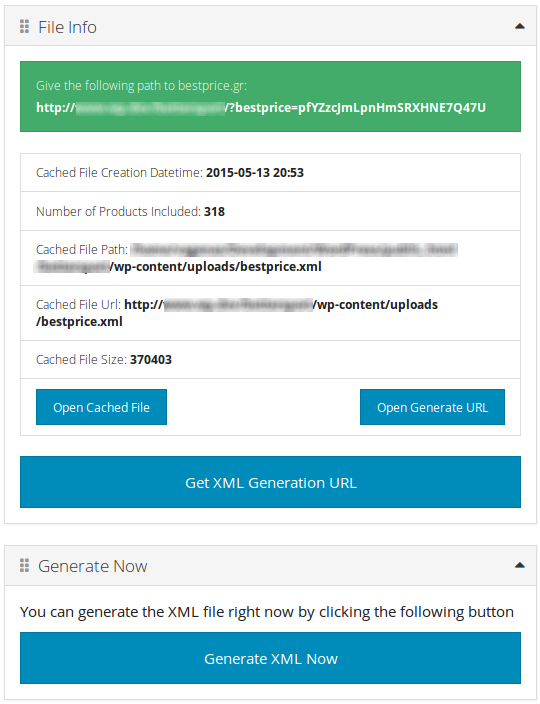 File Info
Give the following path to bestprice.gr:
http:// /?bestprice=pfYZzcJmLpnHmSRXHNE7Q47U
Cached File Creation Datetime: 2015-05-13 20:53
Number of Products Included: 318
Cached File Path:
/wp-content/uploads/bestprice.xml
Cached File Url: http:// /wp-content/uploads
/bestprice.xml
Cached File Size: 370403
Open Cached File Open Generate URL
Get XML Generation URL
Generate Now
You can generate the XML file right now by clicking the following button
Generate XML Now